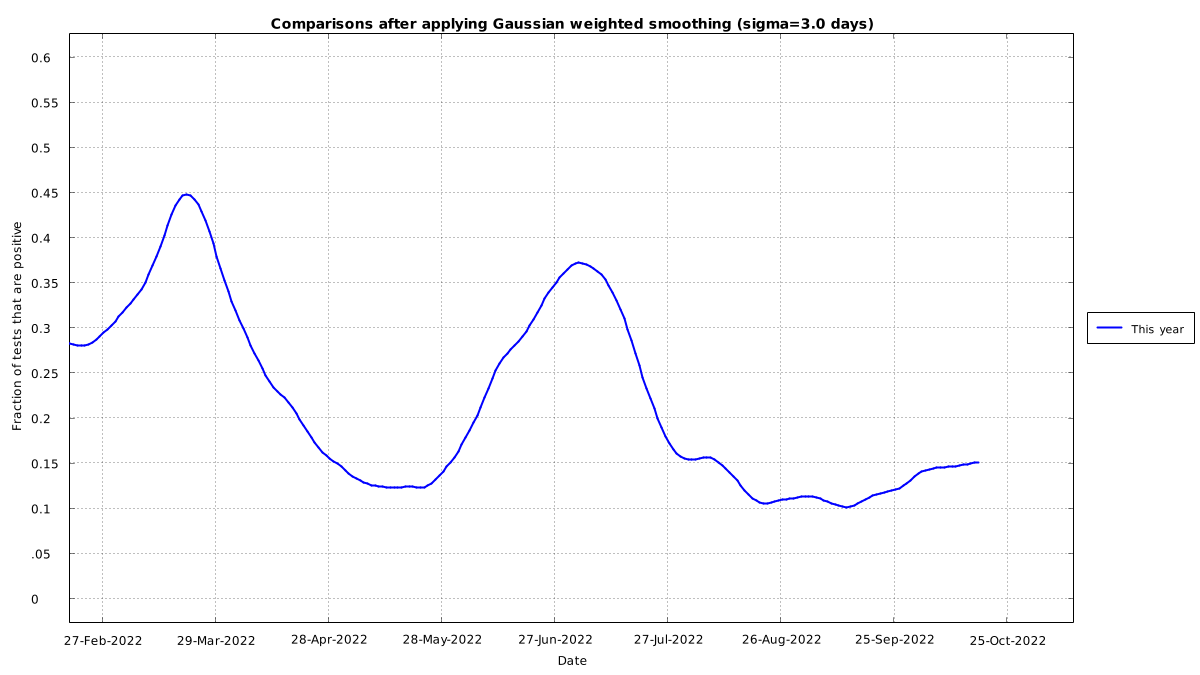 Comparisons after applying Gaussian weighted smoothing (sigma=3.0 days)
0.6
0.55
0.5
0.45
0.4
0.35
0.3
0.25
0.2
0.15
0.1
.05
0
Fraction of tests that are positive
27-Feb-2022 29-Mar-2022 28-Apr-2022 28-May-2022 27-Jun-2022 27-Jul-2022 26-Aug-2022 25-Sep-2022 25-Oct-2022
Date
This year